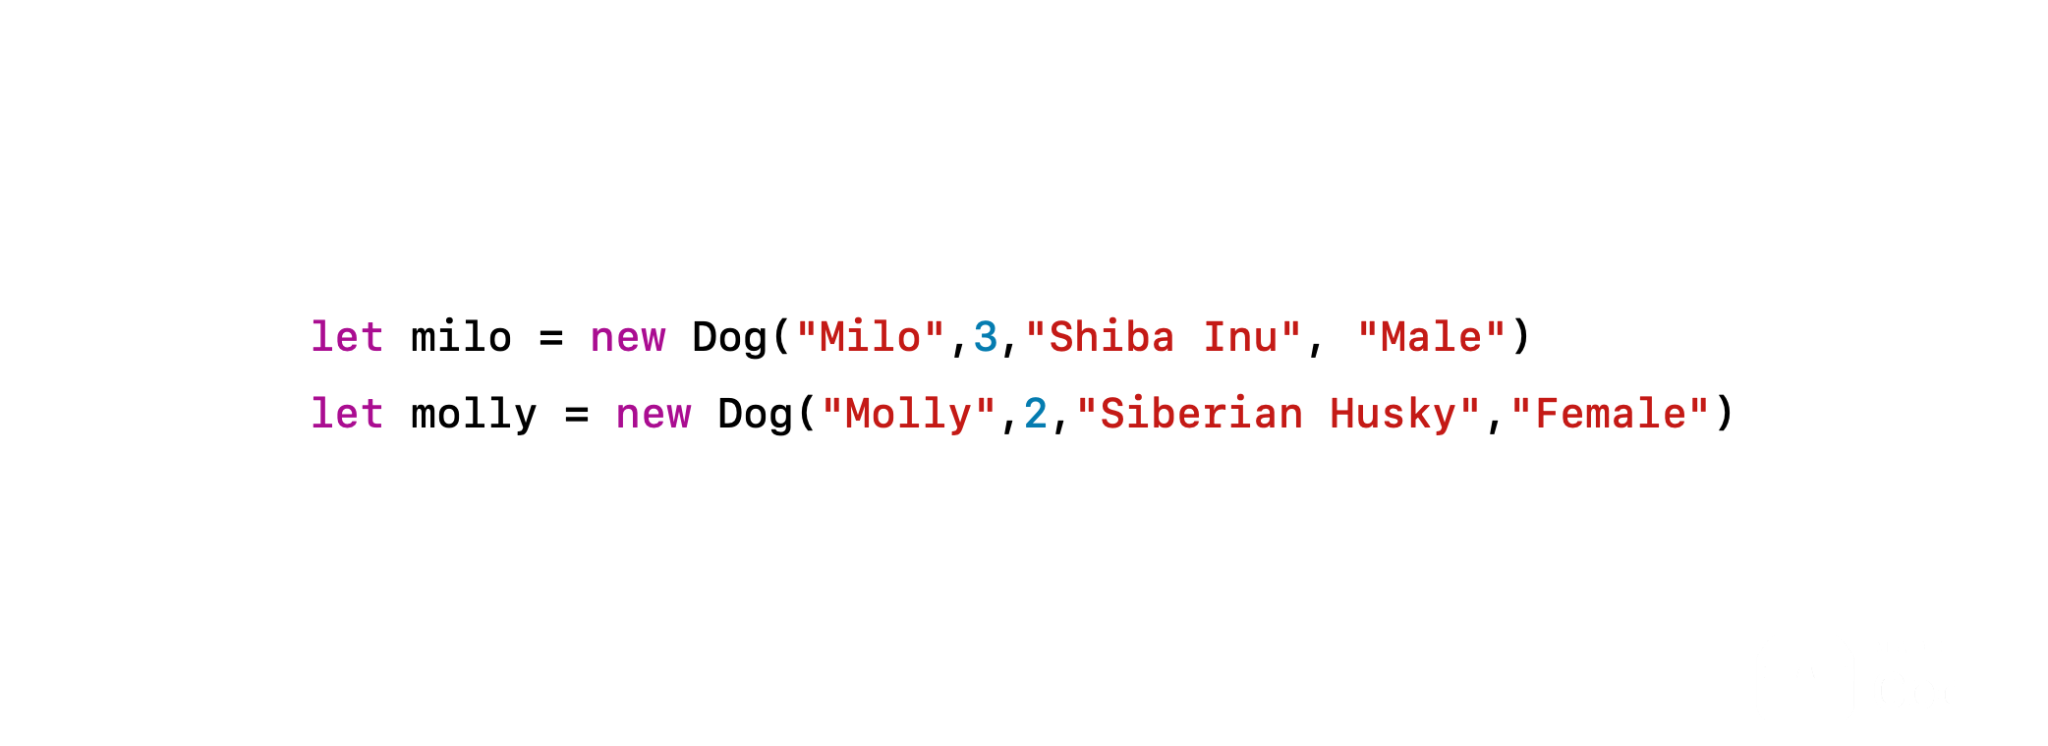 let milo = new Dog("Milo",3,"Shiba Inu", "Male")
let molly = new Dog("Molly",2,"Siberian Husky","Female")